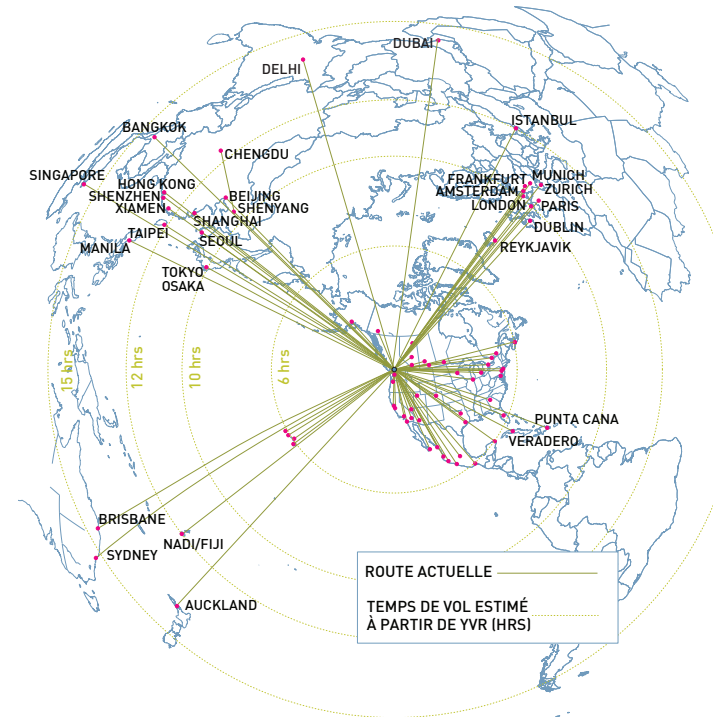 DUBAI
DELHI
ISTANBUL
BANGKOK
CHENGDU
SINGAPORE
HONG KONG
SHENZHEN
XIAMEN
BEIJING
SHENYANG
SHANGHAI
TAIPEI
SEOUL
MANILA
TOKYO
OSAKA
FRANKFURT
MUNICH
AMSTERDAM
ZURICH
LONDON
PARIS
DUBLIN
REYKJAVIK
15 hrs
12 hrs
10 hrs
6 hrs
PUNTA CANA
VERADERO
BRISBANE
SYDNEY
NADI/FIJI
AUCKLAND
ROUTE ACTUELLE
TEMPS DE VOL ESTIMÉ
À PARTIR DE YVR (HRS)